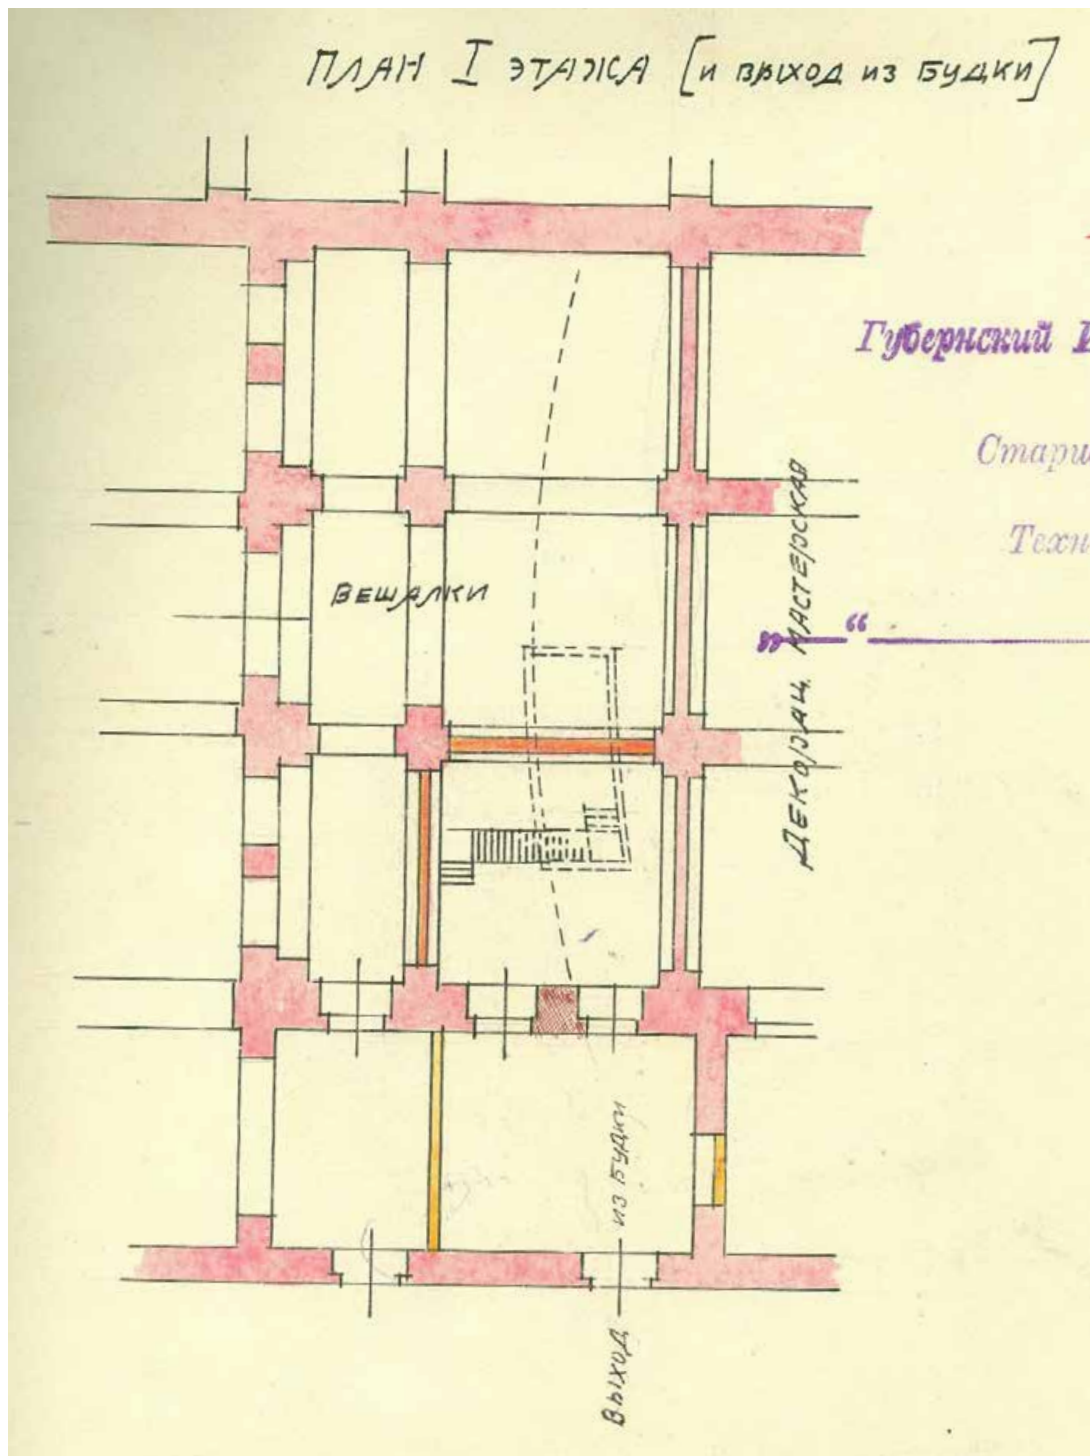 ПЛАН I ЭТАЖА [и выход из будки]
Губернский И
Стари
Техн
„ “
ВЕШАЛКИ
ДЕКОРАЦ. МАСТЕРСКАЯ
ВЫХОД ИЗ БУДКИ